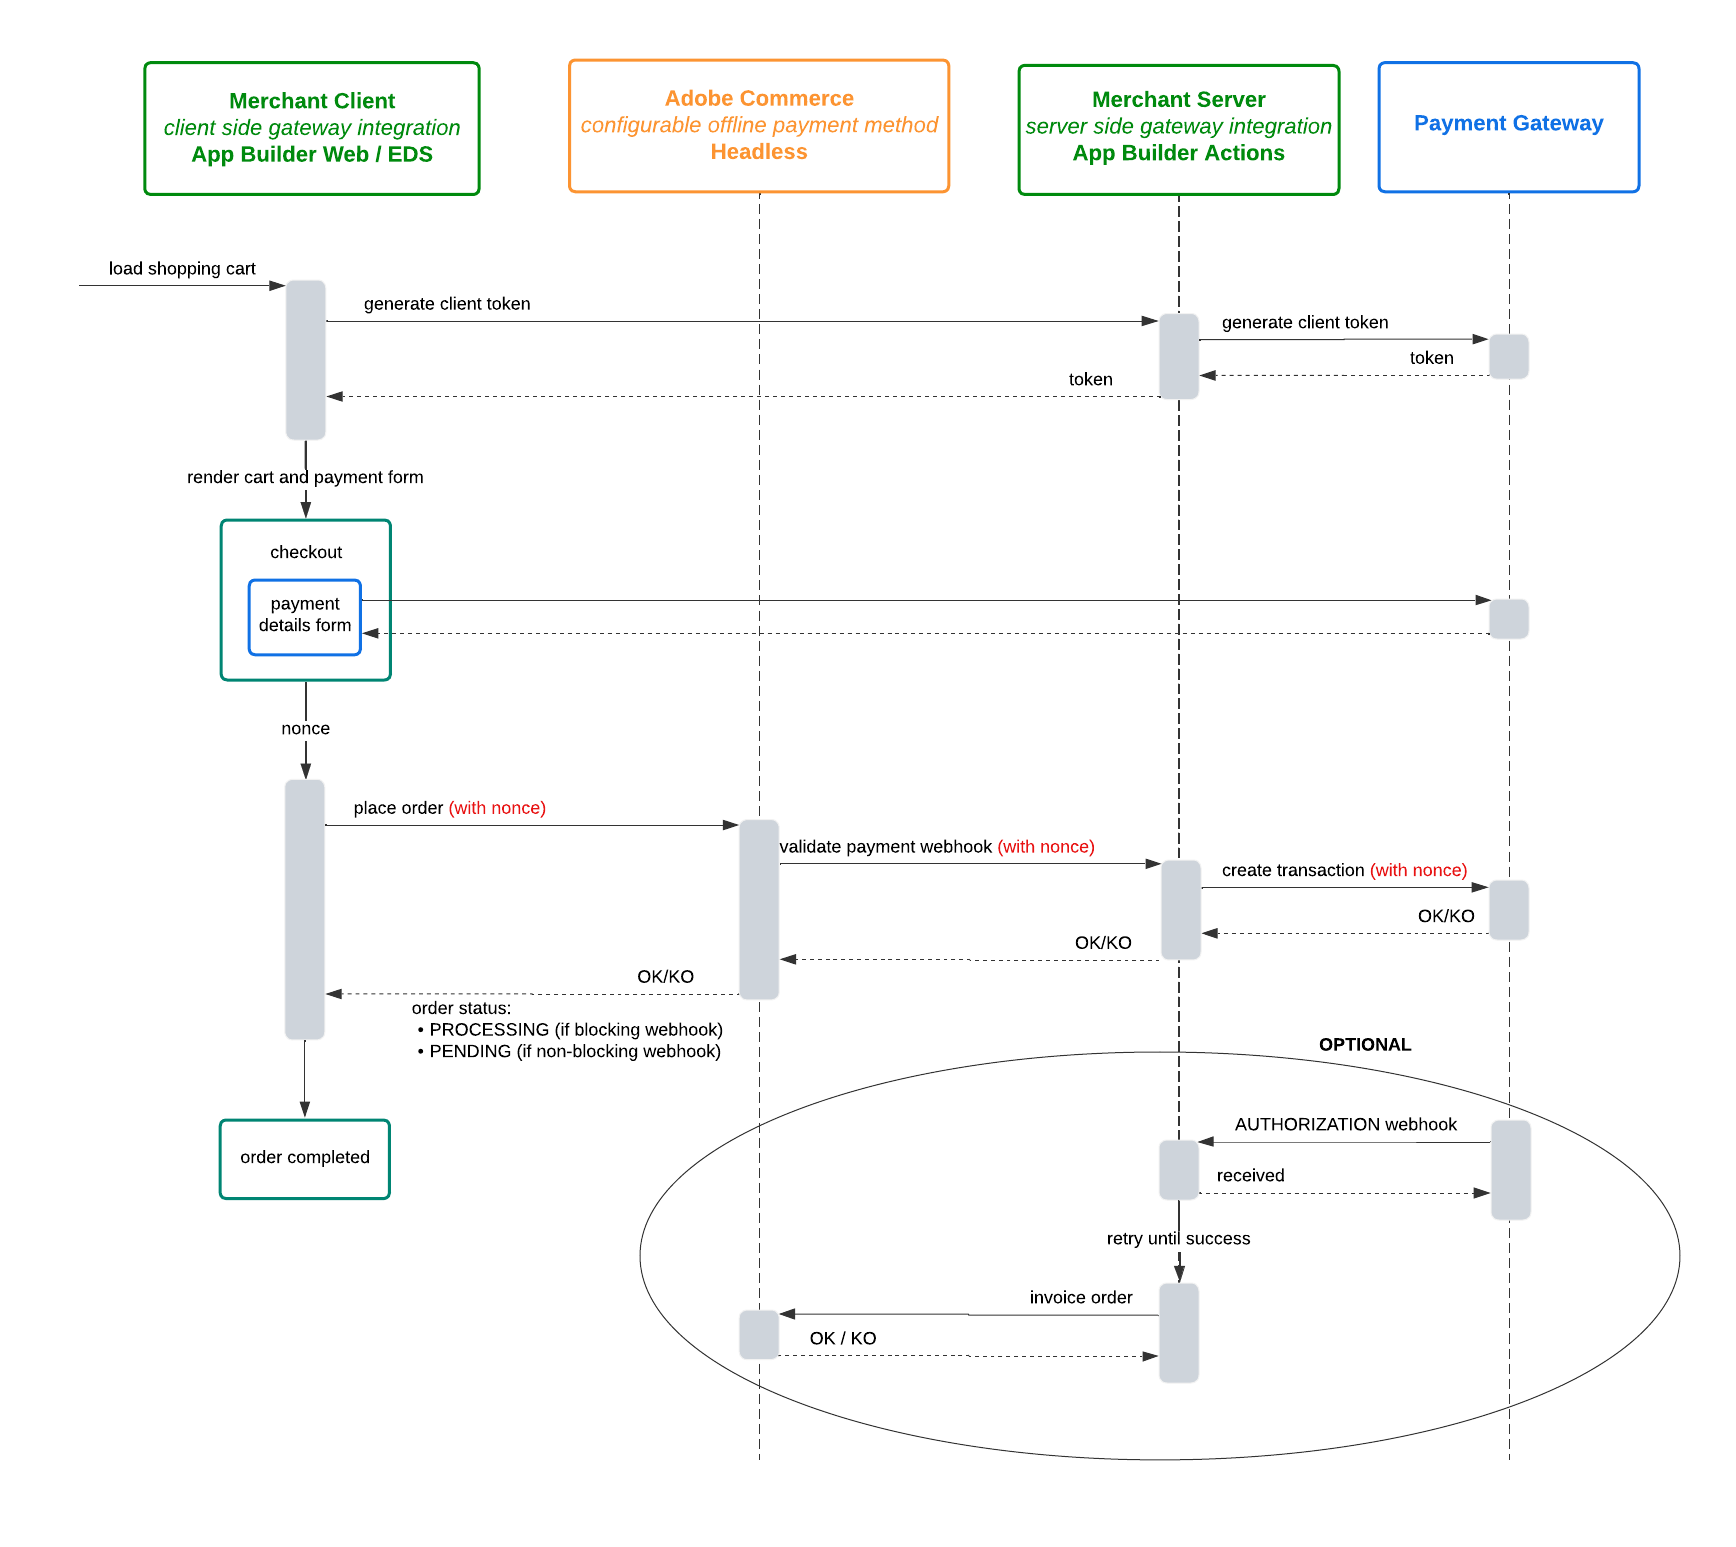 Merchant Client
client side gateway integration
App Builder Web / EDS
Adobe Commerce
configurable offline payment method
Headless
Merchant Server
server side gateway integration
App Builder Actions
Payment Gateway
load shopping cart
generate client token
generate client token
token
token
render cart and payment form
checkout
payment
details form
nonce
place order (with nonce)
validate payment webhook (with nonce)
create transaction (with nonce)
OK/KO
OK/KO
OK/KO
order status:
• PROCESSING (if blocking webhook)
• PENDING (if non-blocking webhook)
OPTIONAL
AUTHORIZATION webhook
order completed
received
retry until success
invoice order
OK / KO